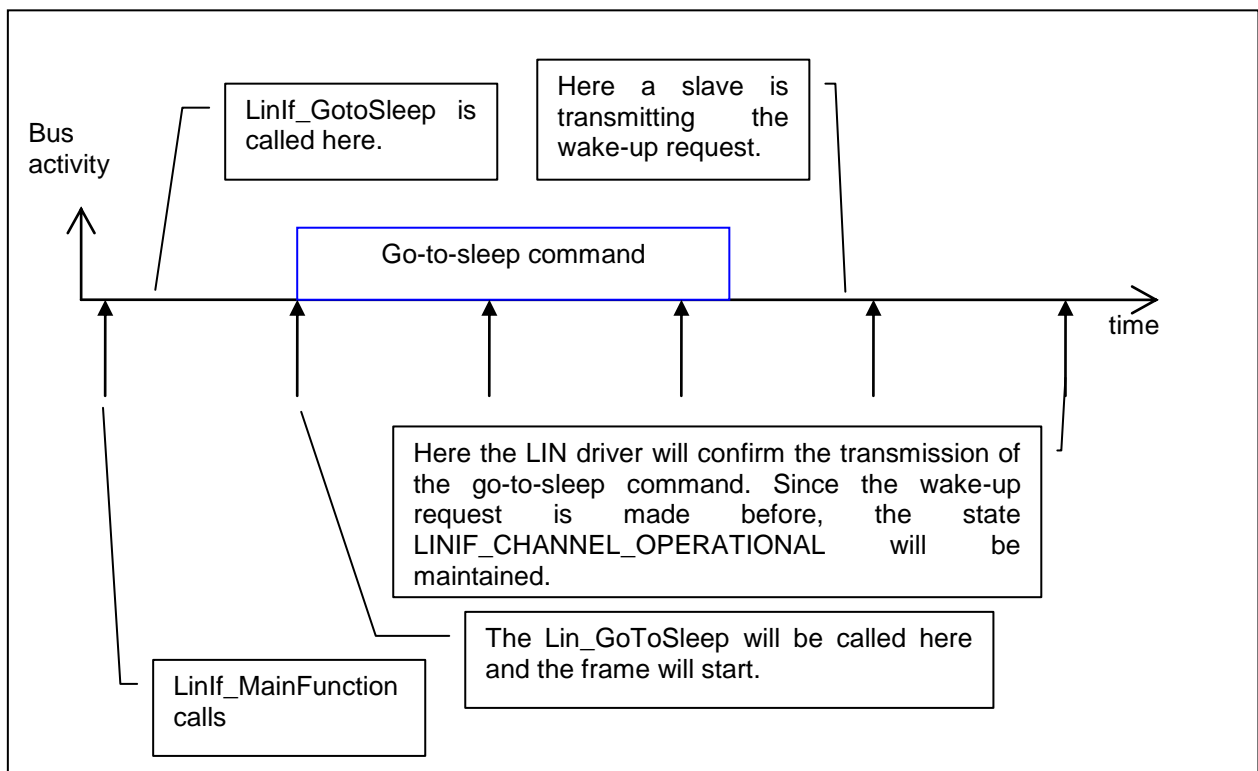 LinIf_GotoSleep is
called here.
Here a slave is
transmitting the
wake-up request.
Bus
activity
Go-to-sleep command
time
Here the LIN driver will confirm the transmission of
the go-to-sleep command. Since the wake-up
request is made before, the state
LINIF_CHANNEL_OPERATIONAL will be
maintained.
The Lin_GoToSleep will be called here
and the frame will start.
LinIf_MainFunction
calls